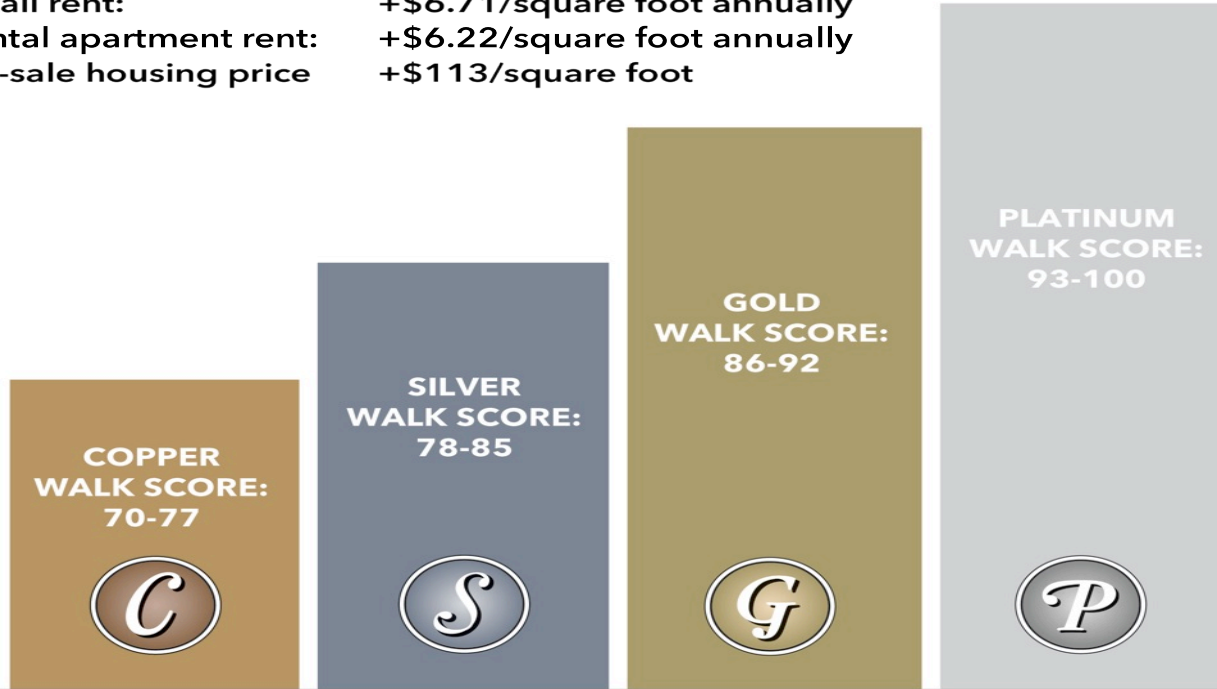 ail rent: +$6.71/square foot annually
ntal apartment rent: +$6.22/square foot annually
-sale housing price +$113/square foot
PLATINUM
WALK SCORE:
93-100
GOLD
WALK SCORE:
86-92
SILVER
WALK SCORE:
78-85
COPPER
WALK SCORE:
70-77
C
S
G
P